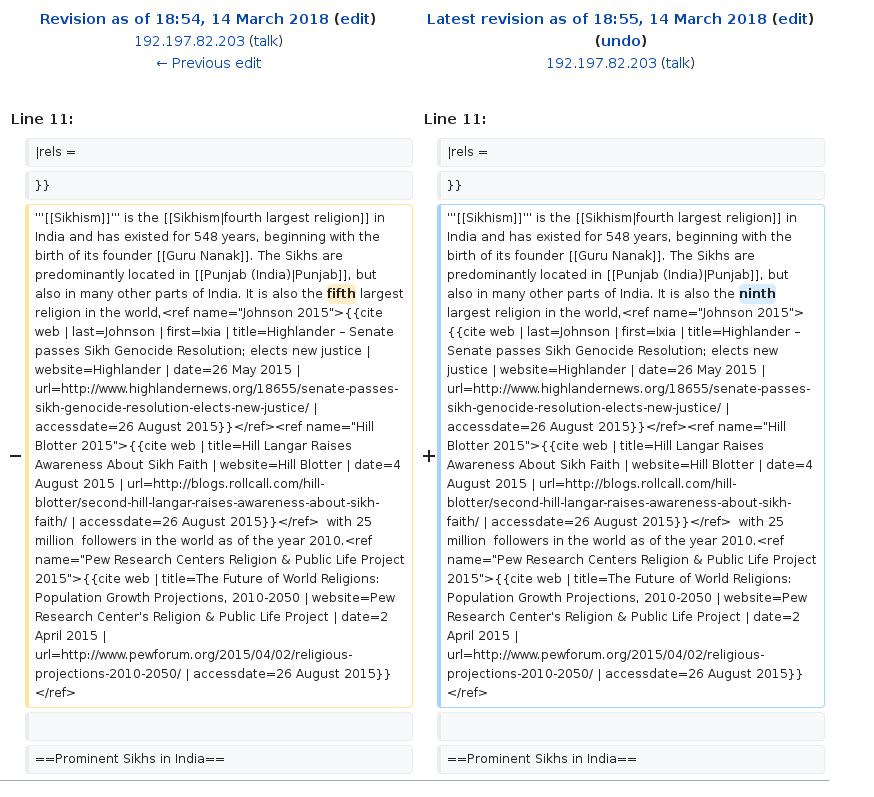 Revision as of 18:54, 14 March 2018 (edit)
192.197.82.203 (talk)
← Previous edit
Latest revision as of 18:55, 14 March 2018 (edit)
(undo)
192.197.82.203 (talk)
Line 11:
|rels =
}}
'''[[Sikhism]]''' is the [[Sikhism|fourth largest religion]] in
India and has existed for 548 years, beginning with the
birth of its founder [[Guru Nanak]]. The Sikhs are
predominantly located in [[Punjab (India)|Punjab]], but
also in many other parts of India. It is also the fifth largest
religion in the world,<ref name="Johnson 2015">{{cite
web | last=Johnson | first=Ixia | title=Highlander – Senate
passes Sikh Genocide Resolution; elects new justice |
website=Highlander | date=26 May 2015 |
url=http://www.highlandernews.org/18655/senate-passes-
sikh-genocide-resolution-elects-new-justice/ |
accessdate=26 August 2015}}</ref><ref name="Hill
Blotter 2015">{{cite web | title=Hill Langar Raises
− Awareness About Sikh Faith | website=Hill Blotter | date=4
August 2015 | url=http://blogs.rollcall.com/hill-
blotter/second-hill-langar-raises-awareness-about-sikh-
faith/ | accessdate=26 August 2015}}</ref>  with 25
million  followers in the world as of the year 2010.<ref
name="Pew Research Centers Religion & Public Life Project
2015">{{cite web | title=The Future of World Religions:
Population Growth Projections, 2010-2050 | website=Pew
Research Center's Religion & Public Life Project | date=2
April 2015 |
url=http://www.pewforum.org/2015/04/02/religious-
projections-2010-2050/ | accessdate=26 August 2015}}
</ref>
==Prominent Sikhs in India==
Line 11:
|rels =
}}
'''[[Sikhism]]''' is the [[Sikhism|fourth largest religion]] in
India and has existed for 548 years, beginning with the
birth of its founder [[Guru Nanak]]. The Sikhs are
predominantly located in [[Punjab (India)|Punjab]], but
also in many other parts of India. It is also the ninth
largest religion in the world,<ref name="Johnson 2015">
{{cite web | last=Johnson | first=Ixia | title=Highlander –
Senate passes Sikh Genocide Resolution; elects new
justice | website=Highlander | date=26 May 2015 |
url=http://www.highlandernews.org/18655/senate-passes-
sikh-genocide-resolution-elects-new-justice/ |
accessdate=26 August 2015}}</ref><ref name="Hill
Blotter 2015">{{cite web | title=Hill Langar Raises
+ Awareness About Sikh Faith | website=Hill Blotter | date=4
August 2015 | url=http://blogs.rollcall.com/hill-
blotter/second-hill-langar-raises-awareness-about-sikh-
faith/ | accessdate=26 August 2015}}</ref>  with 25
million  followers in the world as of the year 2010.<ref
name="Pew Research Centers Religion & Public Life Project
2015">{{cite web | title=The Future of World Religions:
Population Growth Projections, 2010-2050 | website=Pew
Research Center's Religion & Public Life Project | date=2
April 2015 |
url=http://www.pewforum.org/2015/04/02/religious-
projections-2010-2050/ | accessdate=26 August 2015}}
</ref>
==Prominent Sikhs in India==